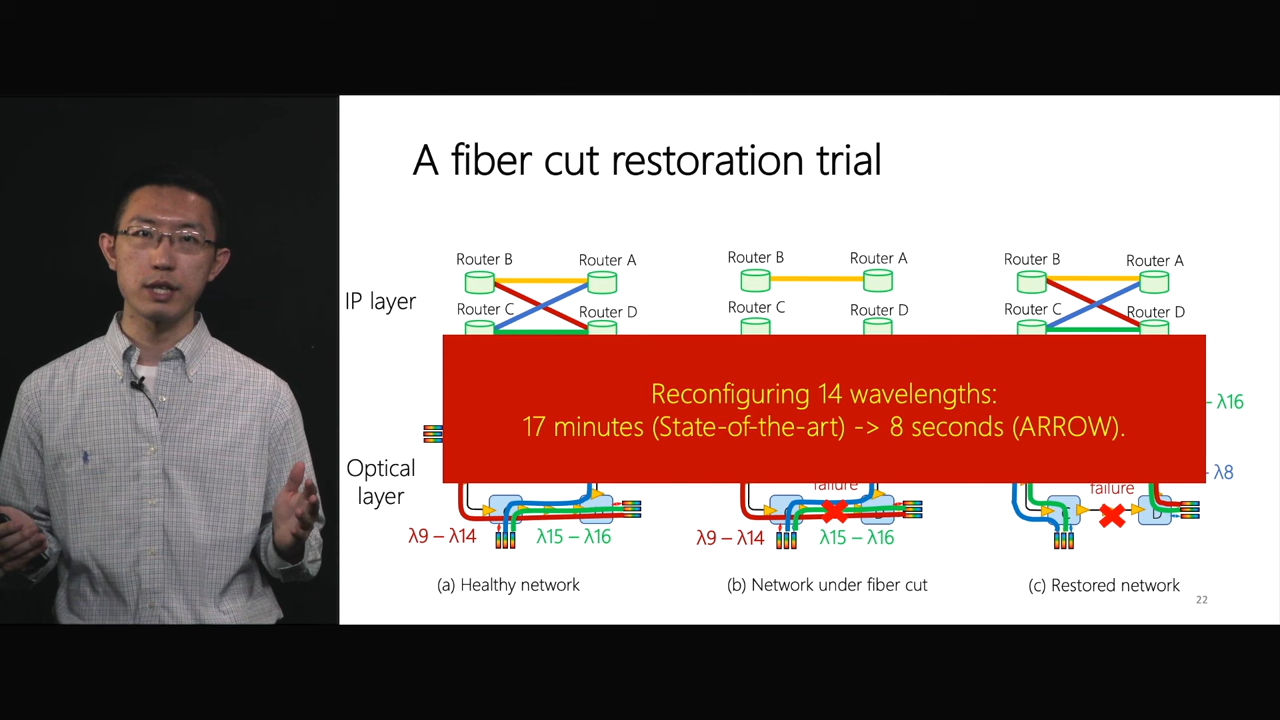 A fiber cut restoration trial
Router B
Router A
Router B
Router A
Router B
Router A
IP layer
Router C
Router D
Router C
Router D
Router C
Router D
Reconfiguring 14 wavelengths:
17 minutes (State-of-the-art) -> 8 seconds (ARROW).
– λ16
– λ8
Optical
layer
failure
failure
λ9 – λ14
λ15 – λ16
λ9 – λ14
λ15 – λ16
(a) Healthy network
(b) Network under fiber cut
(c) Restored network
22